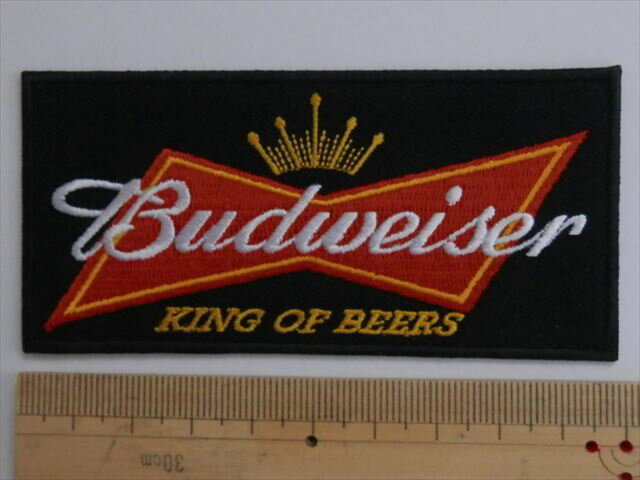 Budweiser
KING OF BEERS
30cm